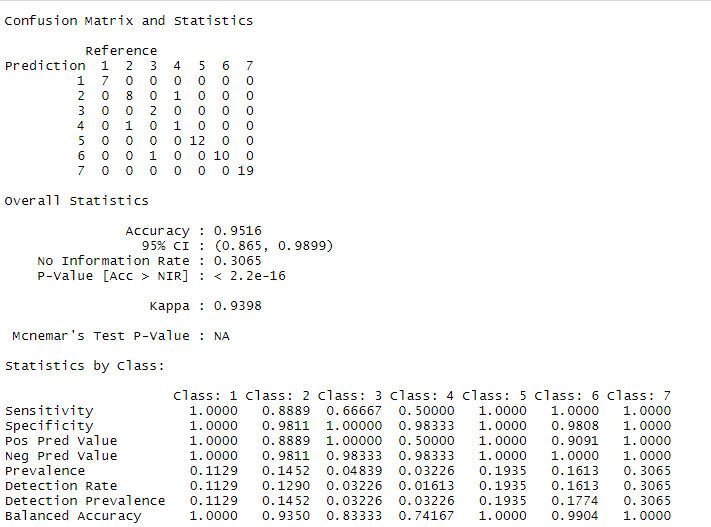 Confusion Matrix and Statistics
Reference
Prediction 1 2 3 4 5 6 7
1 7 0 0 0 0 0 0
2 0 8 0 1 0 0 0
3 0 0 2 0 0 0 0
4 0 1 0 1 0 0 0
5 0 0 0 0 12 0 0
6 0 0 1 0 0 10 0
7 0 0 0 0 0 0 19
Overall Statistics
Accuracy : 0.9516
95% CI : (0.865, 0.9899)
No Information Rate : 0.3065
P-Value [Acc > NIR] : < 2.2e-16
Kappa : 0.9398
Mcnemar's Test P-Value : NA
Statistics by Class:
Class: 1 Class: 2 Class: 3 Class: 4 Class: 5 Class: 6 Class: 7
Sensitivity 1.0000 0.8889 0.66667 0.50000 1.0000 1.0000 1.0000
Specificity 1.0000 0.9811 1.00000 0.98333 1.0000 0.9808 1.0000
Pos Pred Value 1.0000 0.8889 1.00000 0.50000 1.0000 0.9091 1.0000
Neg Pred Value 1.0000 0.9811 0.98333 0.98333 1.0000 1.0000 1.0000
Prevalence 0.1129 0.1452 0.04839 0.03226 0.1935 0.1613 0.3065
Detection Rate 0.1129 0.1290 0.03226 0.01613 0.1935 0.1613 0.3065
Detection Prevalence 0.1129 0.1452 0.03226 0.03226 0.1935 0.1774 0.3065
Balanced Accuracy 1.0000 0.9350 0.83333 0.74167 1.0000 0.9904 1.0000